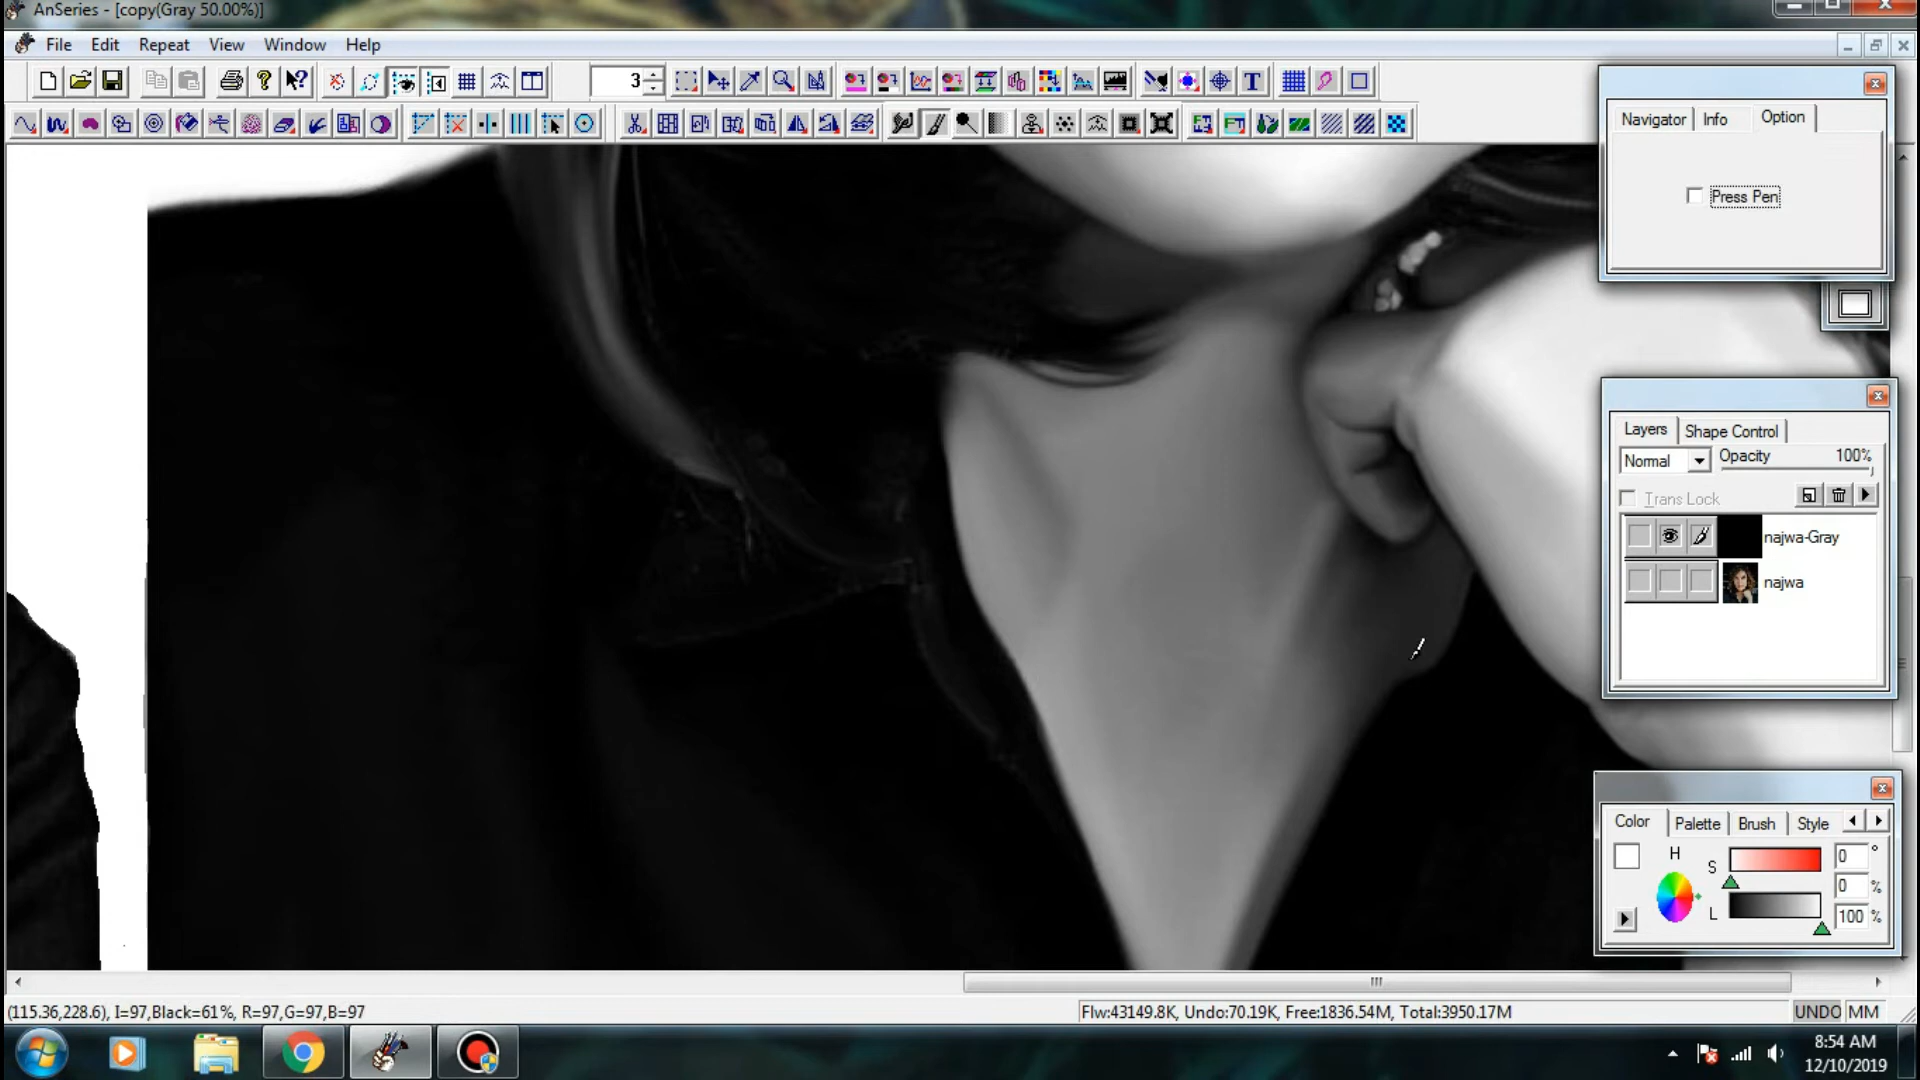 AnSeries - [copy(Gray 50.00%)]
File Edit Repeat View Window Help
3
Navigator Info Option
Press Pen
Layers Shape Control
Normal Opacity 100%
Trans Lock
najwa-Gray
najwa
Color Palette Brush Style
H S 0 °
0 %
L 100 %
(115.36,228.6), I=97,Black=61%, R=97,G=97,B=97
Flw:43149.8K, Undo:70.19K, Free:1836.54M, Total:3950.17M
UNDO MM
8:54 AM
12/10/2019